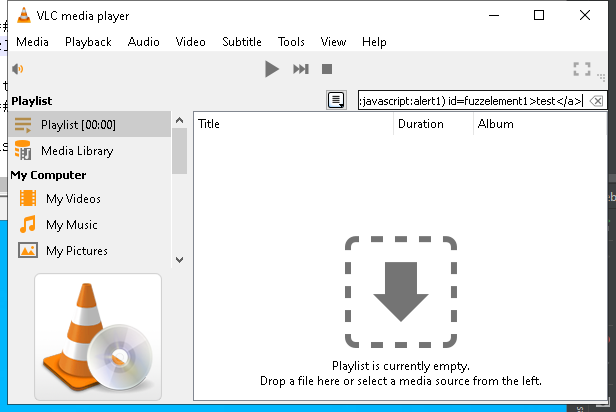 VLC media player
Media Playback Audio Video Subtitle Tools View Help
Playlist
:javascript:alert1) id=fuzzelement1>test</a>
Playlist [00:00]
Media Library
My Computer
My Videos
My Music
My Pictures
Title Duration Album
Playlist is currently empty.
Drop a file here or select a media source from the left.